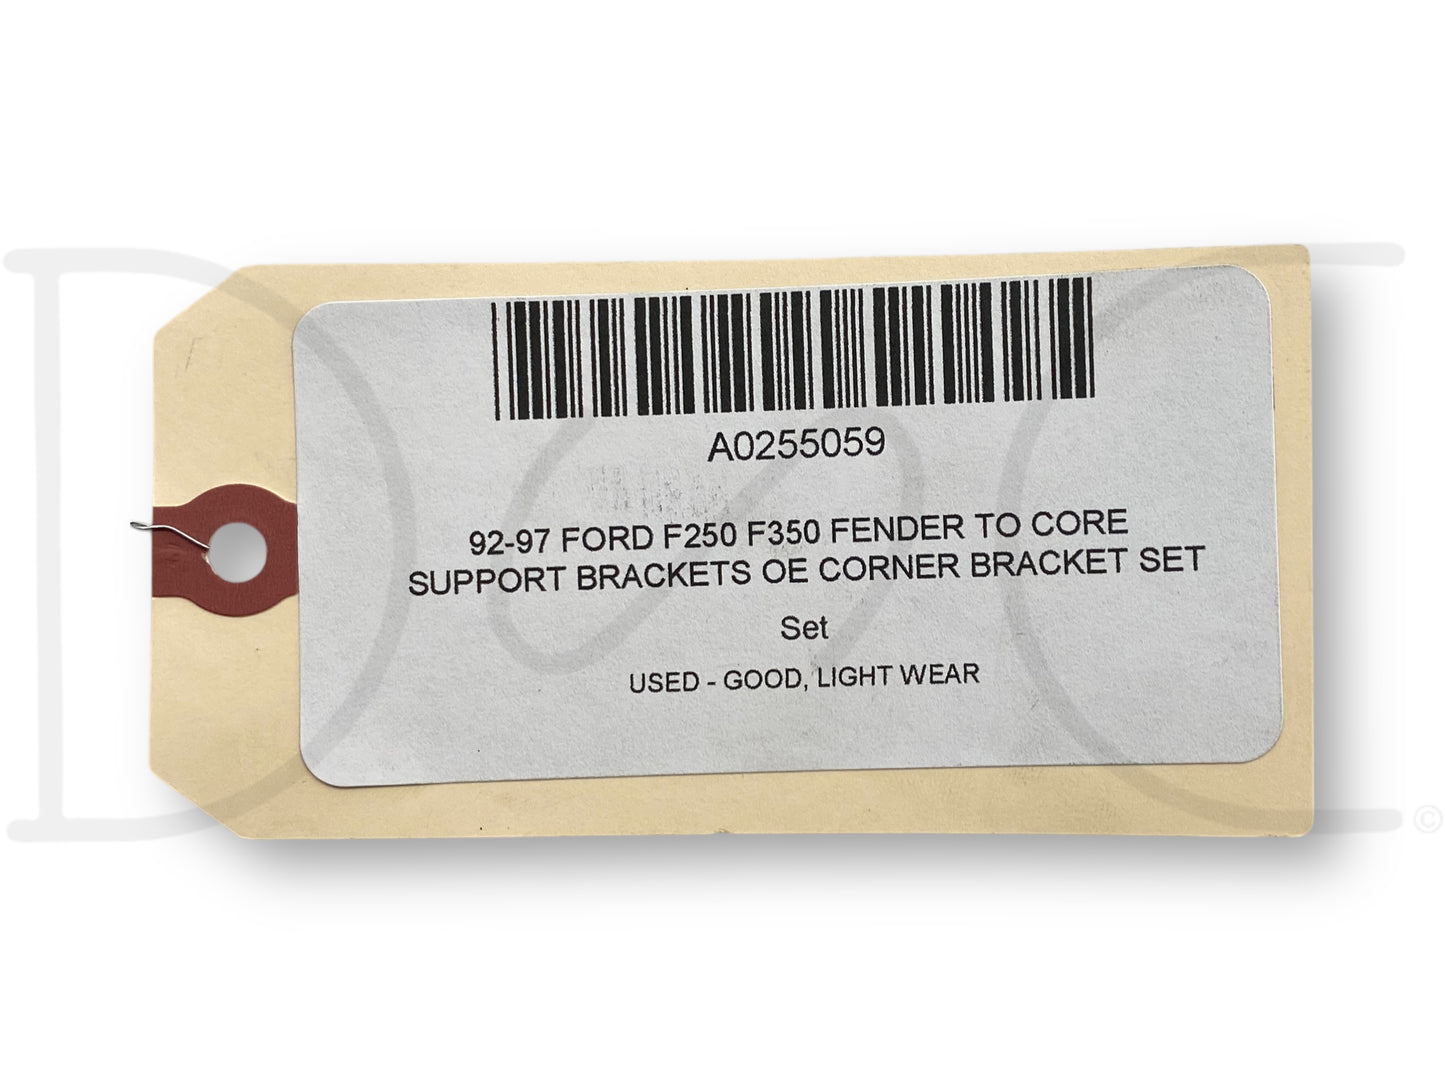 A0255059
92-97 FORD F250 F350 FENDER TO CORE
SUPPORT BRACKETS OE CORNER BRACKET SET
Set
USED - GOOD, LIGHT WEAR
©